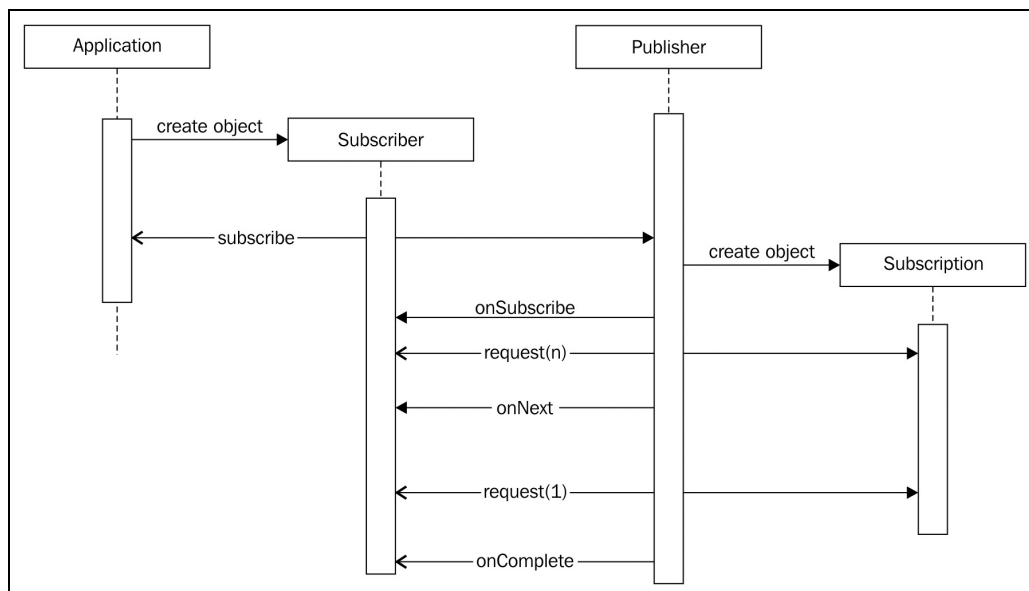 Application
Publisher
create object
Subscriber
subscribe
create object
Subscription
onSubscribe
request(n)
onNext
request(1)
onComplete